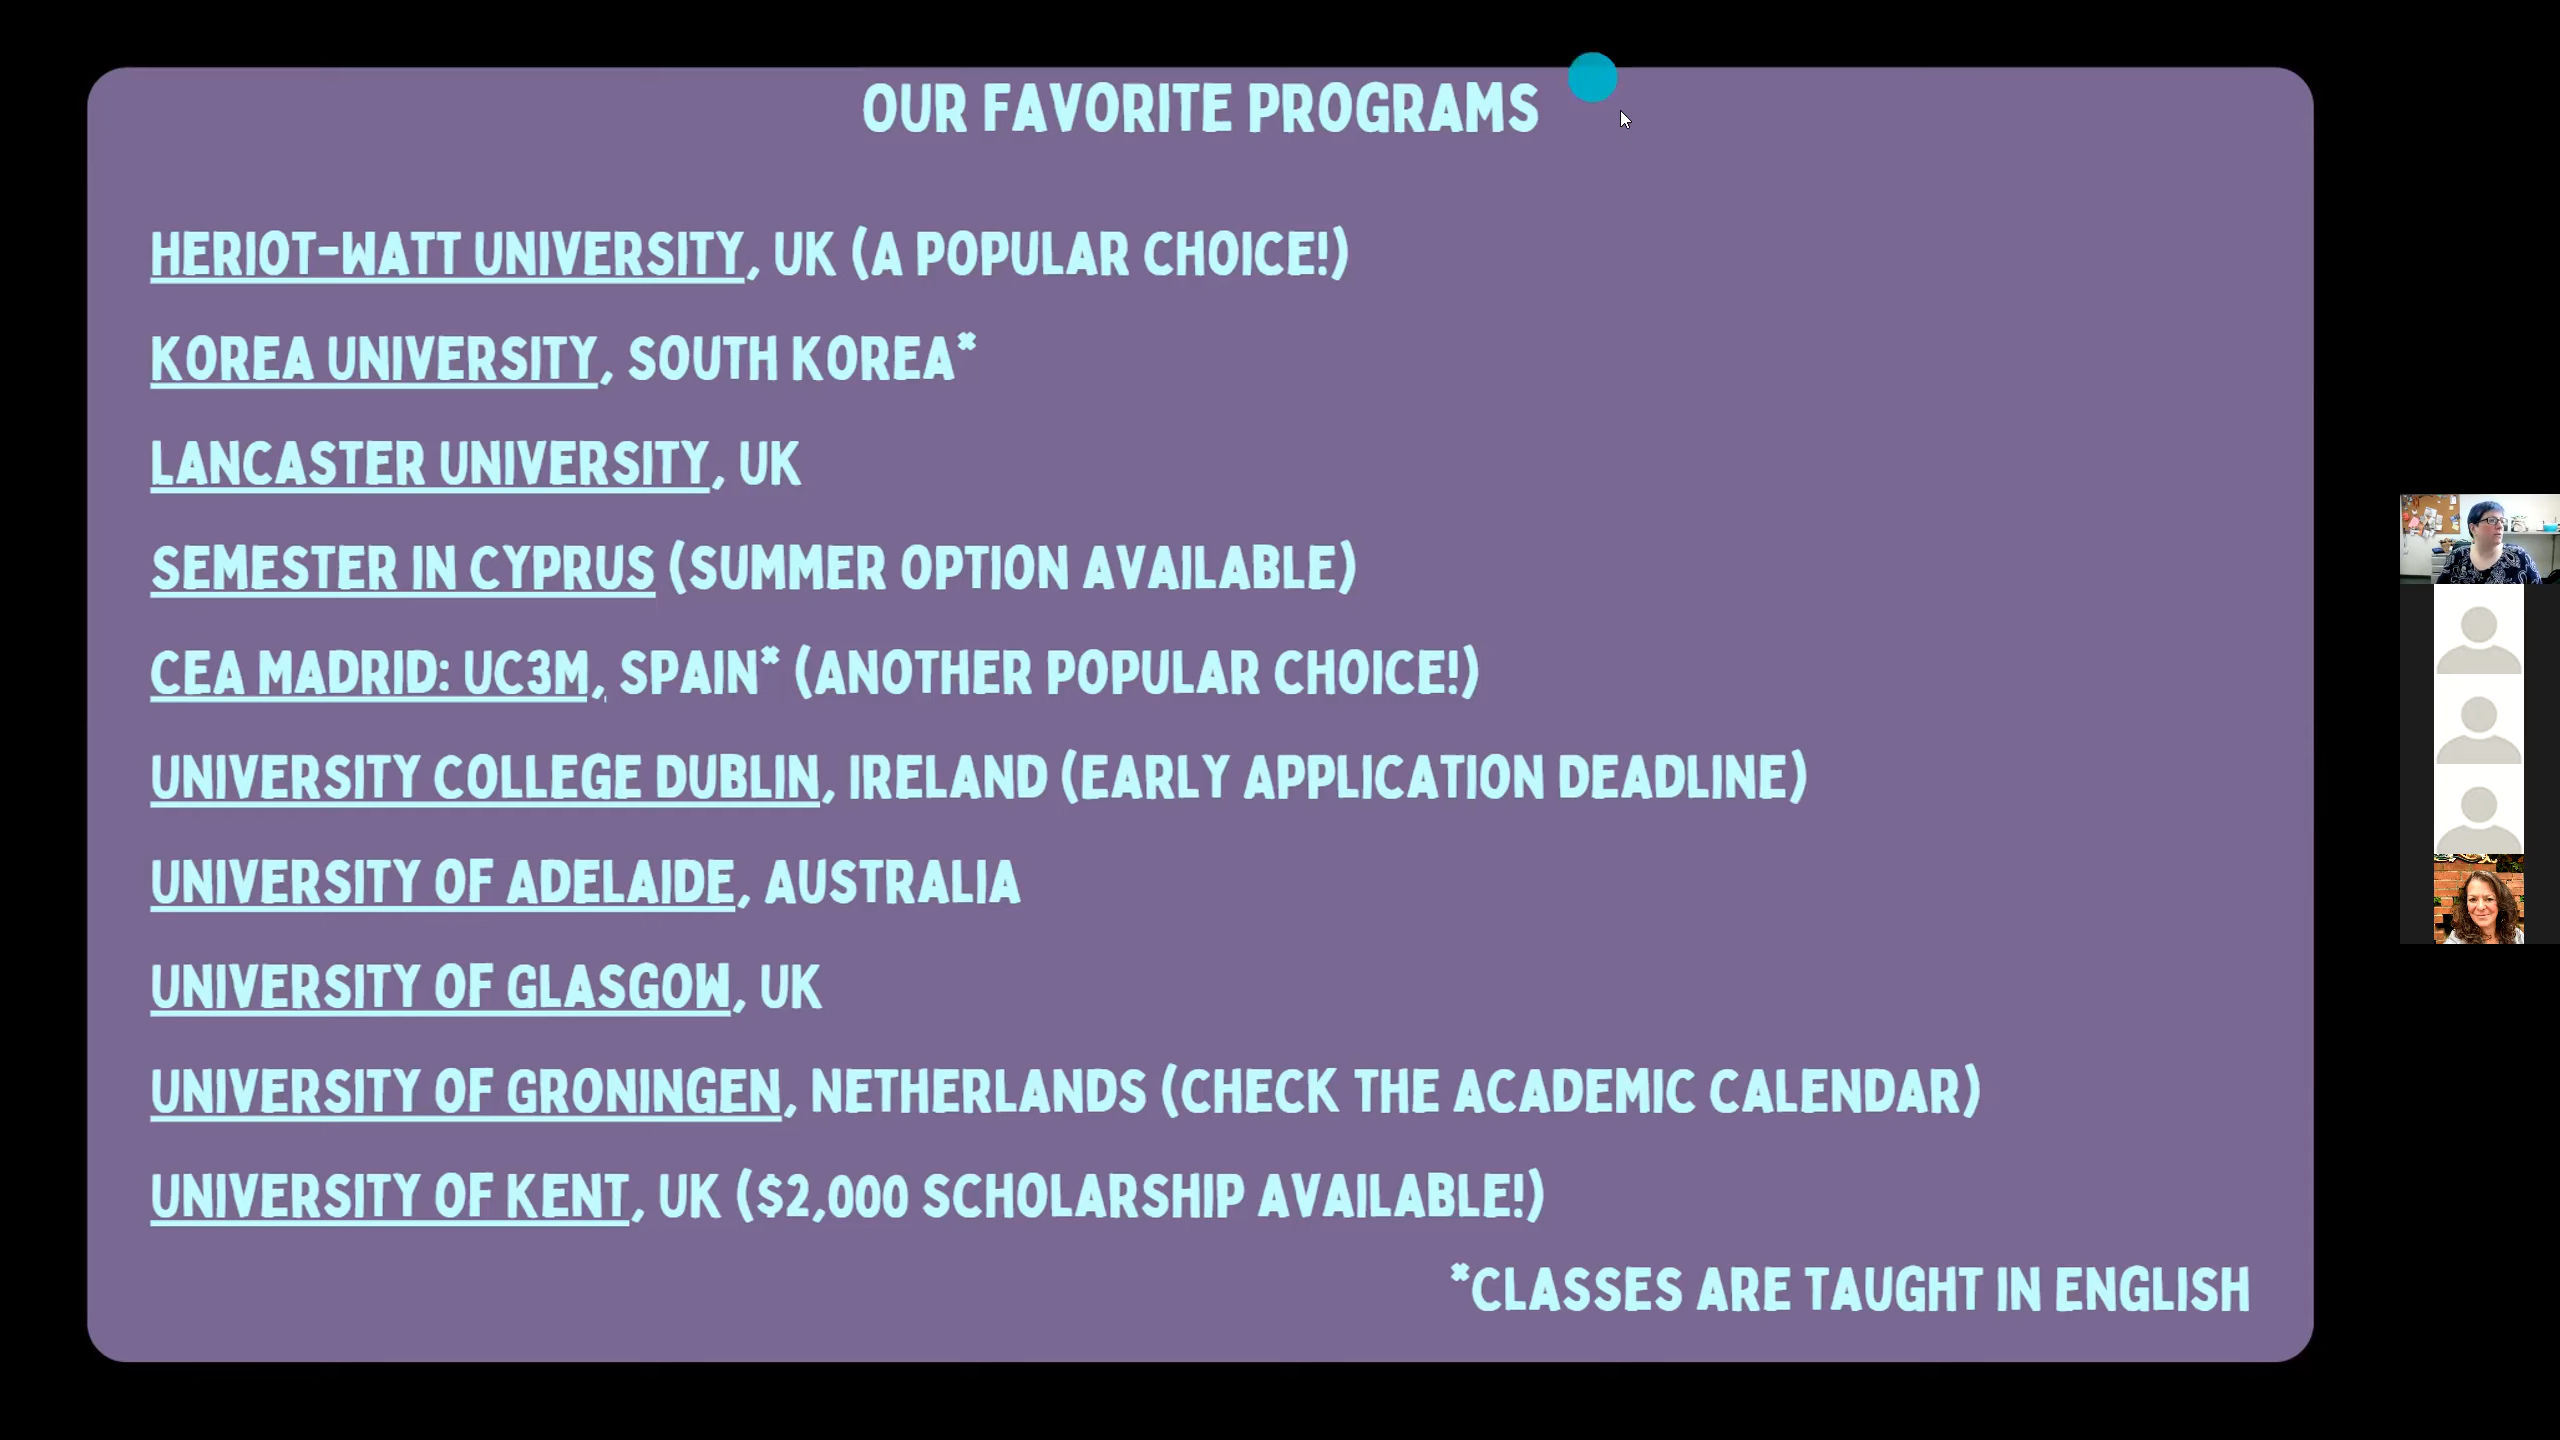 OUR FAVORITE PROGRAMS
HERIOT-WATT UNIVERSITY, UK (A POPULAR CHOICE!)
KOREA UNIVERSITY, SOUTH KOREA*
LANCASTER UNIVERSITY, UK
SEMESTER IN CYPRUS (SUMMER OPTION AVAILABLE)
CEA MADRID: UC3M, SPAIN* (ANOTHER POPULAR CHOICE!)
UNIVERSITY COLLEGE DUBLIN, IRELAND (EARLY APPLICATION DEADLINE)
UNIVERSITY OF ADELAIDE, AUSTRALIA
UNIVERSITY OF GLASGOW, UK
UNIVERSITY OF GRONINGEN, NETHERLANDS (CHECK THE ACADEMIC CALENDAR)
UNIVERSITY OF KENT, UK ($2,000 SCHOLARSHIP AVAILABLE!)
*CLASSES ARE TAUGHT IN ENGLISH